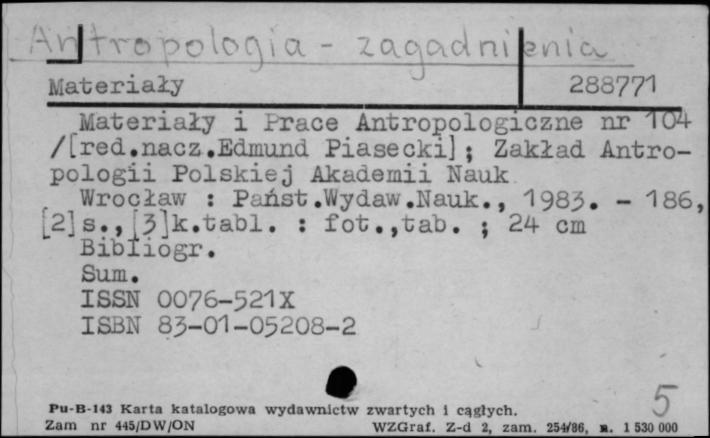 Antropologia - zagadnienia
Materiały 288771
Materiały i Prace Antropologiczne nr 104
/[red.nacz.Edmund Piasecki]; Zakład Antro-
pologii Polskiej Akademii Nauk
Wrocław : Państ.Wydaw.Nauk., 1983. - 186,
[2]s.,[3]k.tabl. : fot.,tab. ; 24 cm
Bibliogr.
Sum.
ISSN 0076-521X
ISBN 83-01-05208-2
5
Pu-B-143 Karta katalogowa wydawnictw zwartych i ciągłych.
Zam nr 445/DW/ON WZGraf. Z-d 2, zam. 254/86, n. 1 530 000